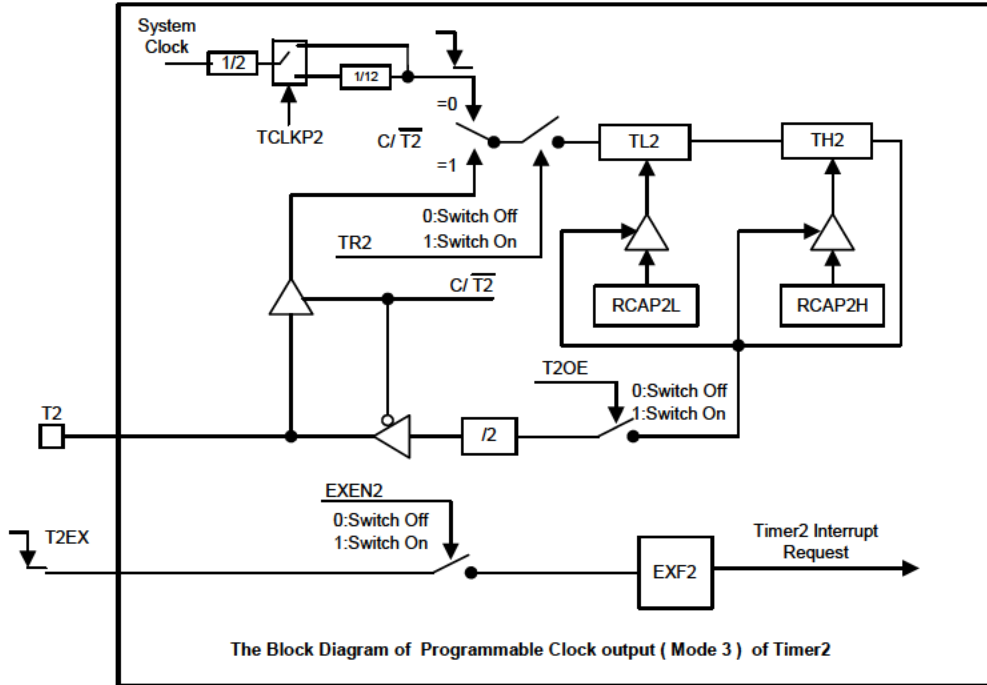 System
Clock
1/2
1/12
TCLKP2
=0
C/ T2
=1
TL2
TH2
0:Switch Off
1:Switch On
TR2
C/ T2
RCAP2L
RCAP2H
T2OE
0:Switch Off
1:Switch On
T2
/2
EXEN2
0:Switch Off
1:Switch On
T2EX
EXF2
Timer2 Interrupt
Request
The Block Diagram of Programmable Clock output ( Mode 3 ) of Timer2